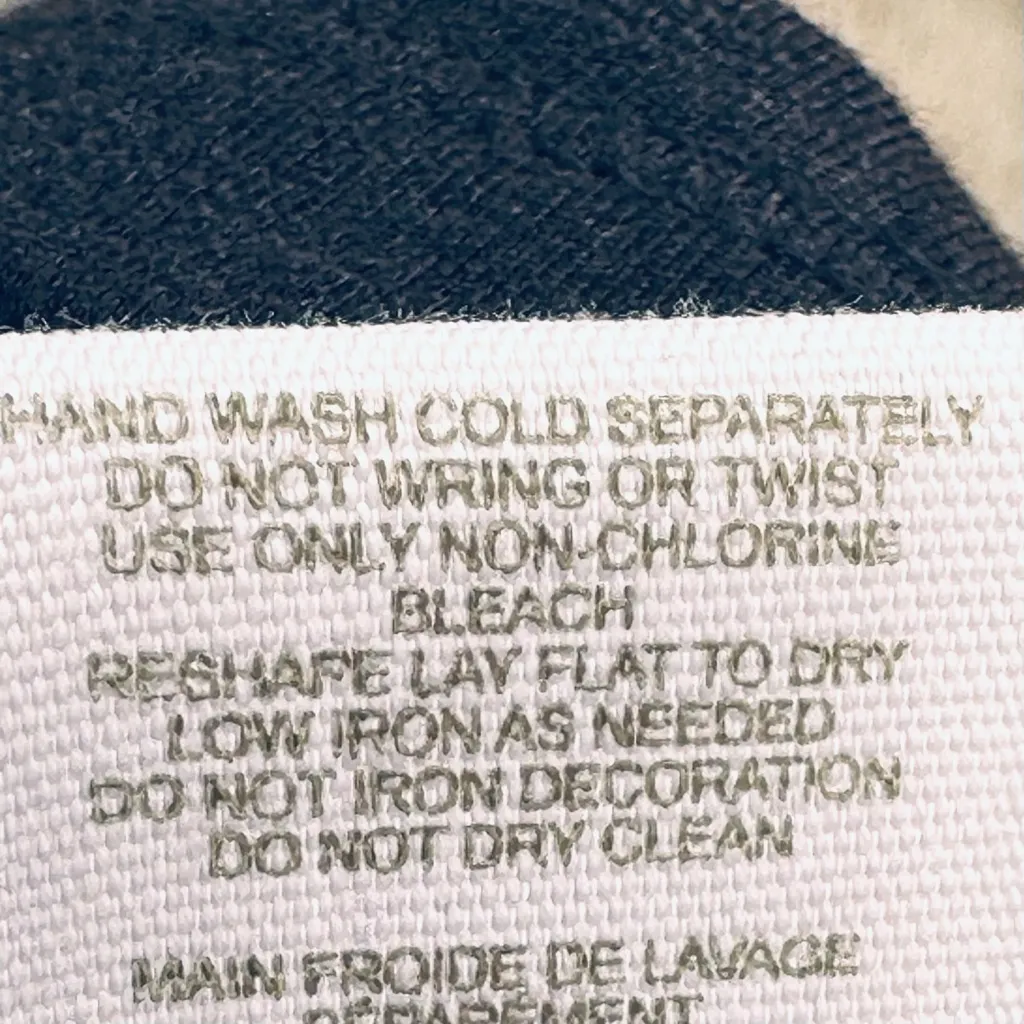 HAND WASH COLD SEPARATELY
DO NOT WRING OR TWIST
USE ONLY NON-CHLORINE
BLEACH
RESHAPE LAY FLAT TO DRY
LOW IRON AS NEEDED
DO NOT IRON DECORATION
DO NOT DRY CLEAN
MAIN FROIDE DE LAVAGE